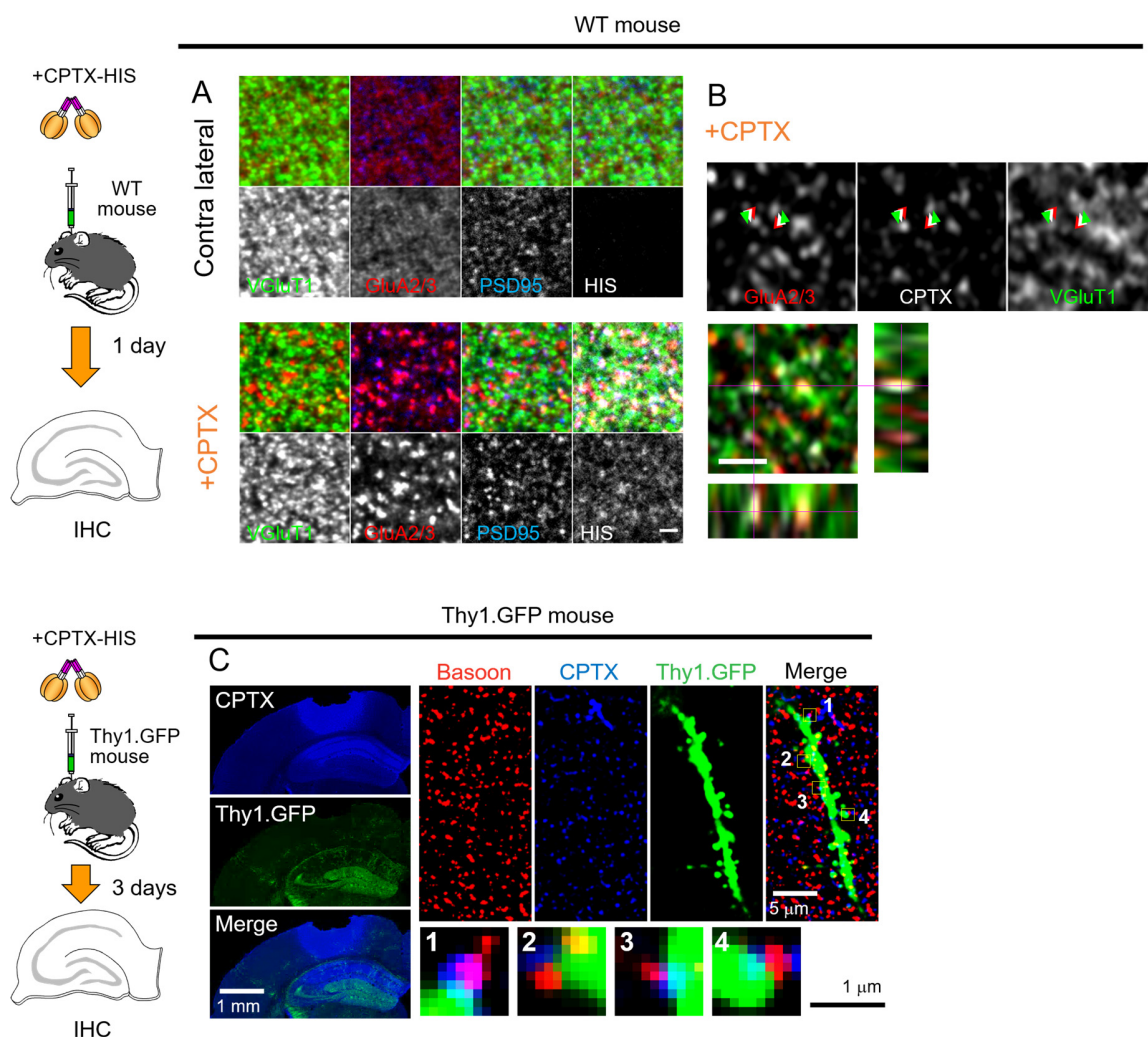 WT mouse
+CPTX-HIS
WT
mouse
1 day
IHC
A
Contra lateral
VGluT1
GluA2/3
PSD95
HIS
+CPTX
VGluT1
GluA2/3
PSD95
HIS
B
+CPTX
GluA2/3
CPTX
VGluT1
Thy1.GFP mouse
+CPTX-HIS
Thy1.GFP
mouse
3 days
IHC
C
CPTX
Thy1.GFP
Merge
1 mm
Basoon
CPTX
Thy1.GFP
Merge
1
2
3
4
5 μm
1
2
3
4
1 μm